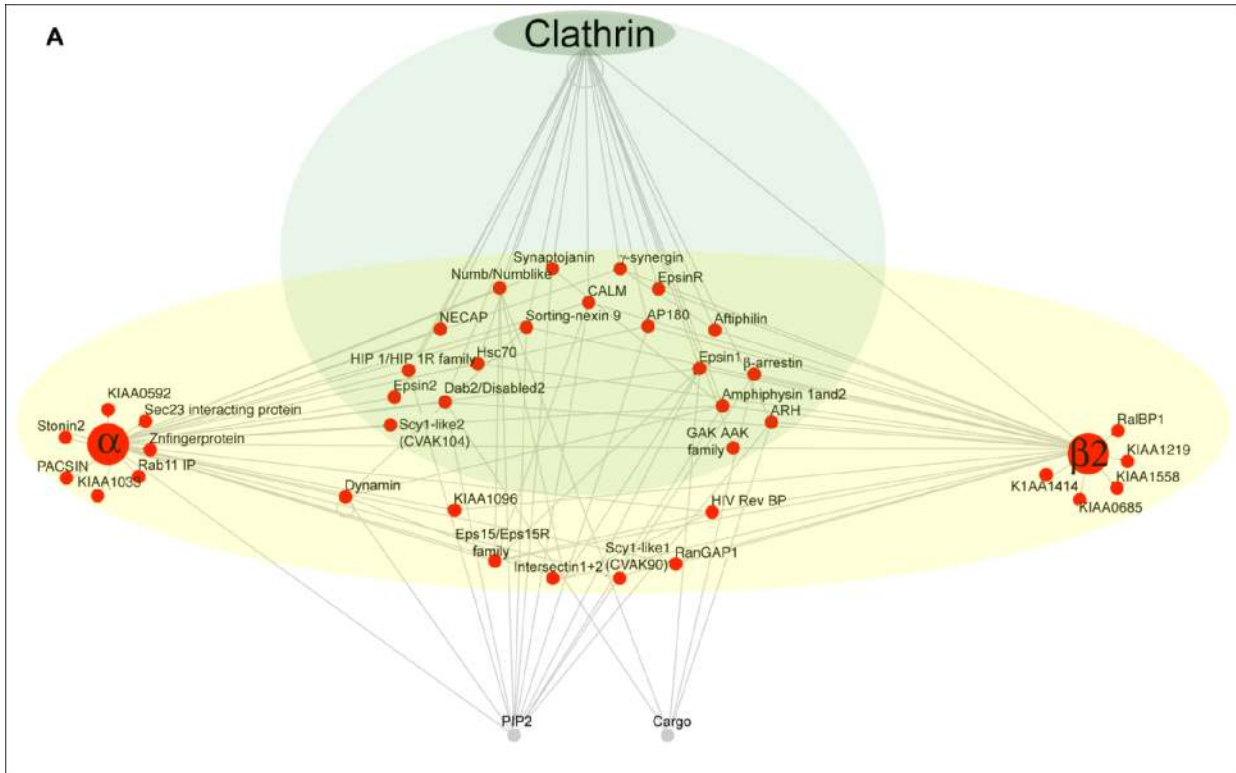 A
Clathrin
Synaptojanin
γ-synergin
Numb/Numblike
EpsinR
CALM
NECAP
Sorting-nexin 9
AP180
Aftiphilin
HIP 1/HIP 1R family
Hsc70
Epsin1
β-arrestin
Epsin2
Dab2/Disabled2
Amphiphysin 1and2
KIAA0592
Sec23 interacting protein
ARH
Scy1-like2
(CVAK104)
GAK AAK
family
Stonin2
α
Znfingerprotein
RalBP1
β2
KIAA1219
PACSIN
Rab11 IP
KIAA1033
K1AA1414
KIAA1558
KIAA0685
Dynamin
KIAA1096
HIV Rev BP
Eps15/Eps15R
family
Scy1-like1
(CVAK90)
RanGAP1
Intersectin1+2
PIP2
Cargo